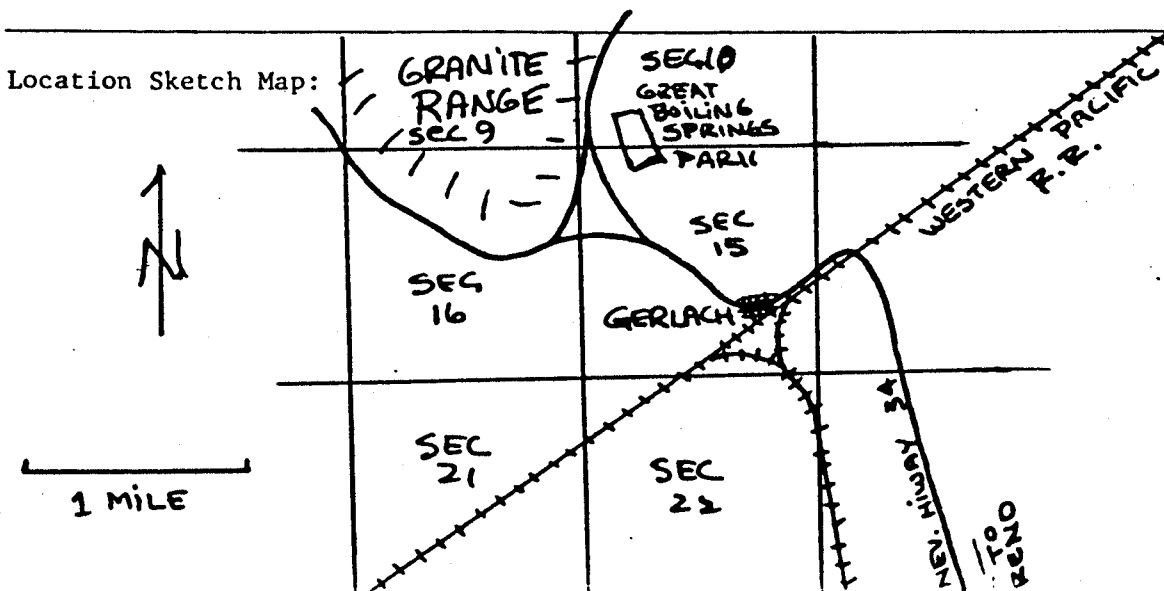 Location Sketch Map:
GRANITE
RANGE
SEC 9
SEC 10
GREAT
BOILING
SPRINGS
PARK
WESTERN PACIFIC
R.R.
N
SEC
15
SEC
16
GERLACH
SEC
21
SEC
22
NEV. HIWAY 34
TO
RENO
1 MILE